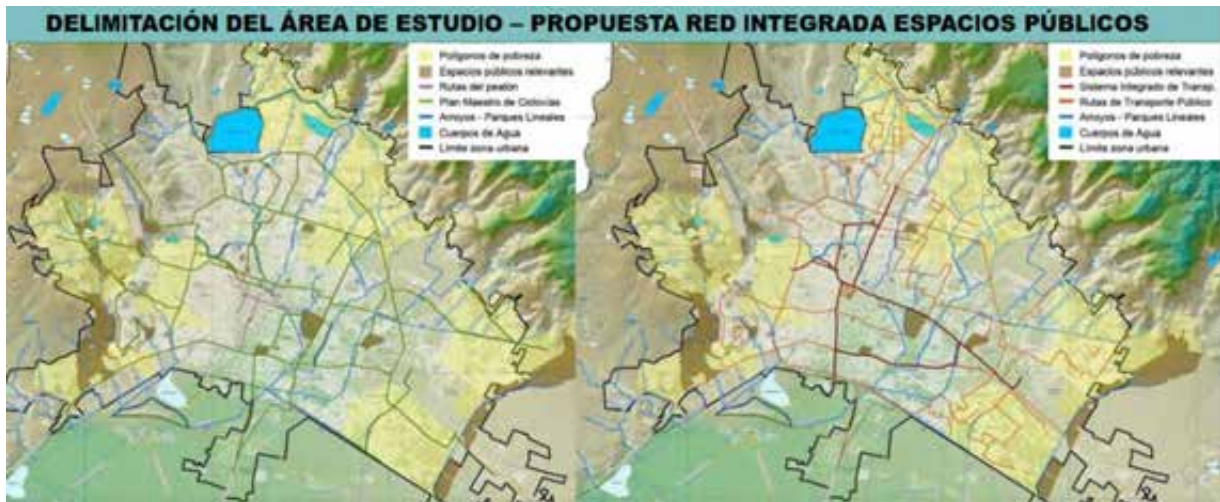 DELIMITACIÓN DEL ÁREA DE ESTUDIO – PROPUESTA RED INTEGRADA ESPACIOS PÚBLICOS
Polígonos de pobreza
Espacios públicos relevantes
Rutas del peatón
Plan Maestro de Ciclovías
Arroyos - Parques Lineales
Cuerpos de Agua
Límite zona urbana
Polígonos de pobreza
Espacios públicos relevantes
Sistema Integrado de Transp.
Rutas de Transporte Público
Arroyos - Parques Lineales
Cuerpos de Agua
Límite zona urbana